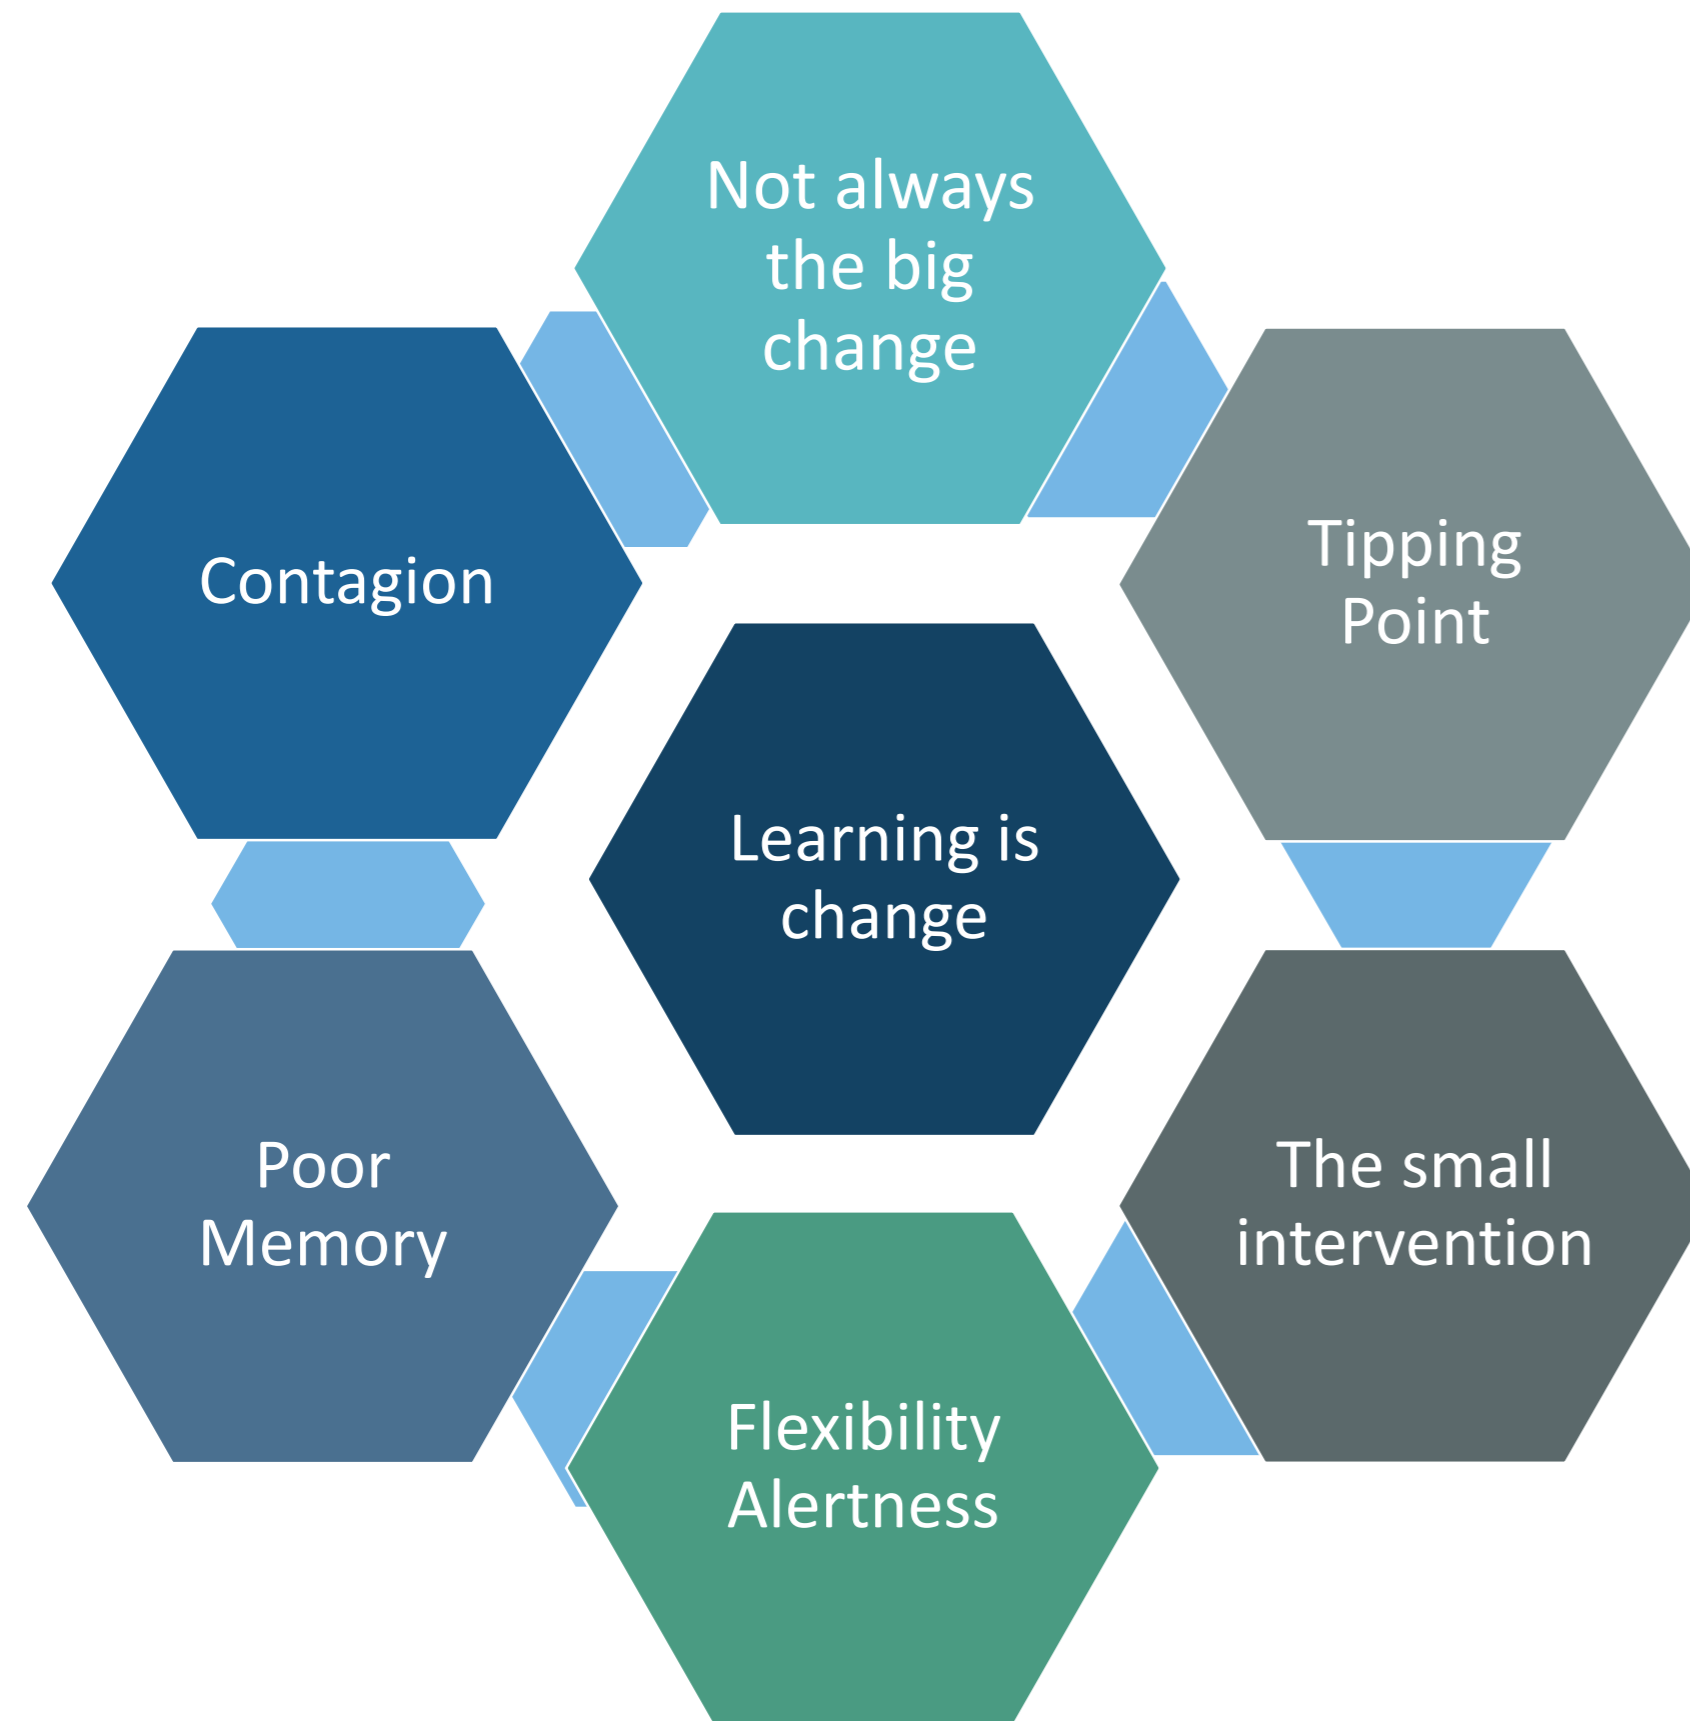 Not always
the big
change
Tipping
Point
The small
intervention
Flexibility
Alertness
Poor
Memory
Contagion
Learning is
change